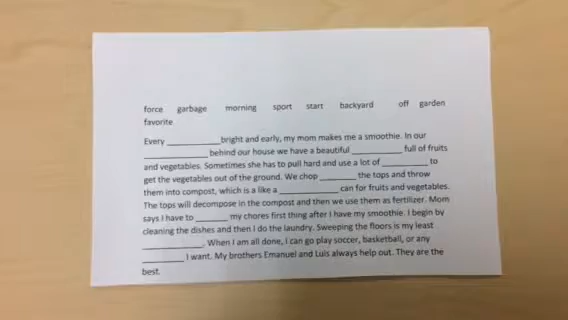 force garbage morning sport start backyard off garden
favorite
Every ____________bright and early, my mom makes me a smoothie. In our
______________ behind our house we have a beautiful ___________ full of fruits
and vegetables. Sometimes she has to pull hard and use a lot of __________ to
get the vegetables out of the ground. We chop ________ the tops and throw
them into compost, which is a like a _____________ can for fruits and vegetables.
The tops will decompose in the compost and then we use them as fertilizer. Mom
says I have to _______ my chores first thing after I have my smoothie. I begin by
cleaning the dishes and then I do the laundry. Sweeping the floors is my least
_____________. When I am all done, I can go play soccer, basketball, or any
_________ I want. My brothers Emanuel and Luis always help out. They are the
best.